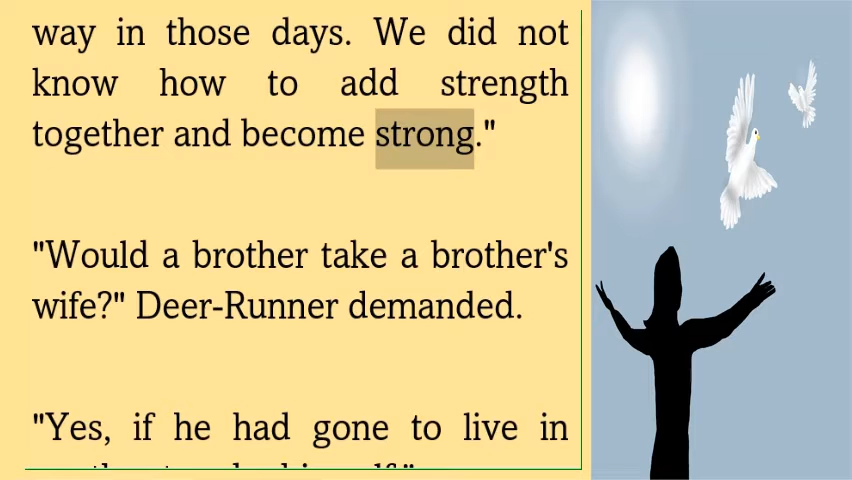 way in those days. We did not
know how to add strength
together and become strong."
"Would a brother take a brother's
wife?" Deer-Runner demanded.
"Yes, if he had gone to live in